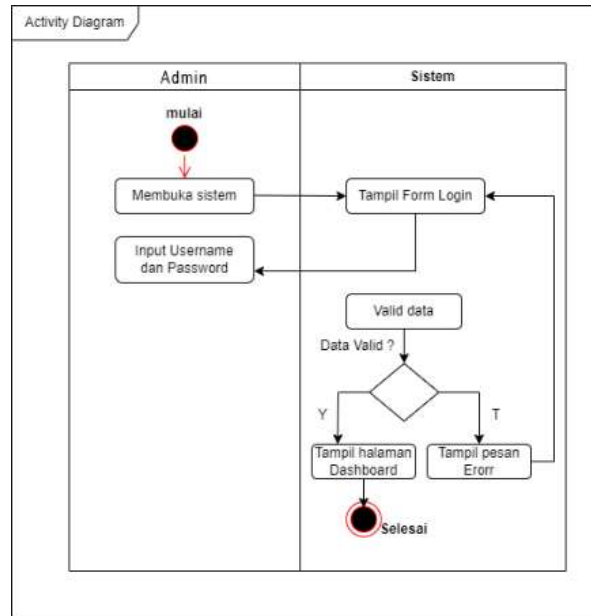 Activity Diagram
Admin
Sistem
mulai
Membuka sistem
Tampil Form Login
Input Username
dan Password
Valid data
Data Valid ?
Y
T
Tampil halaman
Dashboard
Tampil pesan
Erorr
Selesai